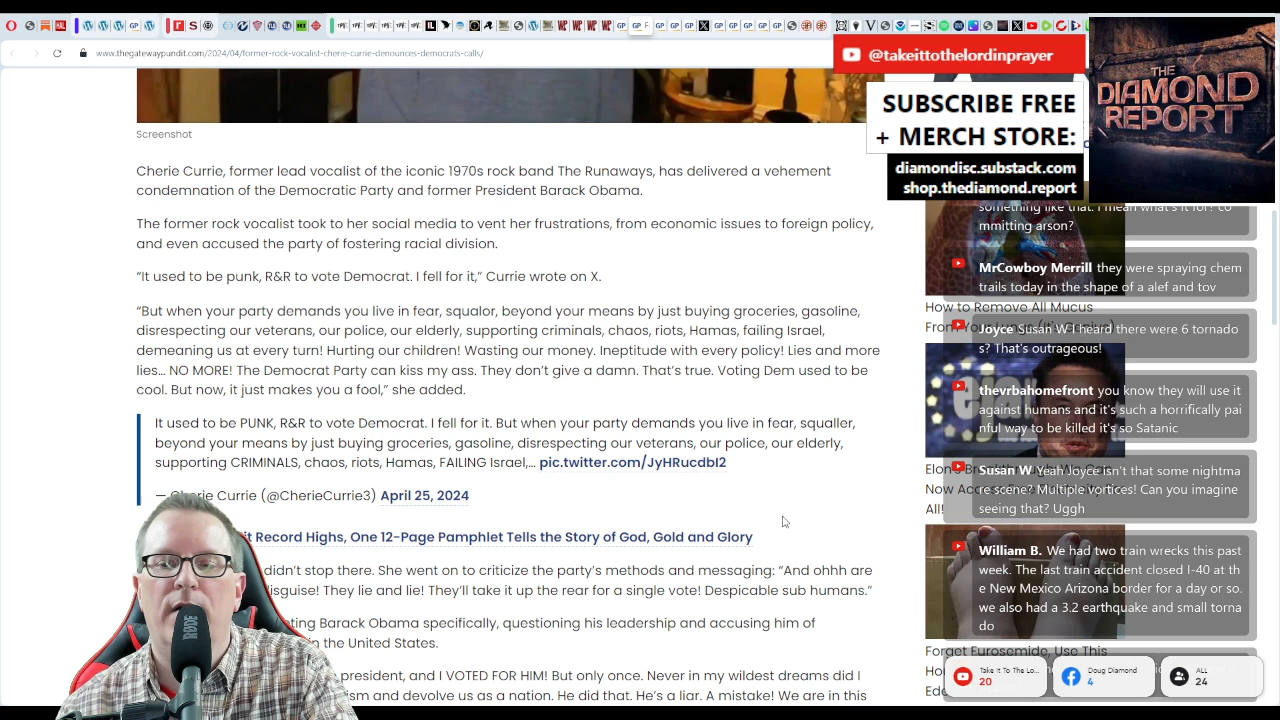 GP
www.thegatewaypundit.com/2024/04/former-rock-vocalist-cherie-currie-denounces-democrats-calls/
@takeittothelordinprayer
THE
DIAMOND
REPORT
SUBSCRIBE FREE
+ MERCH STORE:
diamondisc.substack.com
shop.thediamond.report
Screenshot
Cherie Currie, former lead vocalist of the iconic 1970s rock band The Runaways, has delivered a vehement
condemnation of the Democratic Party and former President Barack Obama.
The former rock vocalist took to her social media to vent her frustrations, from economic issues to foreign policy,
and even accused the party of fostering racial division.
“It used to be punk, R&R to vote Democrat. I fell for it,” Currie wrote on X.
“But when your party demands you live in fear, squalor, beyond your means by just buying groceries, gasoline,
disrespecting our veterans, our police, our elderly, supporting criminals, chaos, riots, Hamas, failing Israel,
demeaning us at every turn! Hurting our children! Wasting our money. Ineptitude with every policy! Lies and more
lies… NO MORE! The Democrat Party can kiss my ass. They don’t give a damn. That’s true. Voting Dem used to be
cool. But now, it just makes you a fool,” she added.
It used to be PUNK, R&R to vote Democrat. I fell for it. But when your party demands you live in fear, squaller,
beyond your means by just buying groceries, gasoline, disrespecting our veterans, our police, our elderly,
supporting CRIMINALS, chaos, riots, Hamas, FAILING Israel,… pic.twitter.com/JyHRucdbI2
— Cherie Currie (@CherieCurrie3) April 25, 2024
it Record Highs, One 12-Page Pamphlet Tells the Story of God, Gold and Glory
didn’t stop there. She went on to criticize the party’s methods and messaging: “And ohhh are
isguise! They lie and lie! They’ll take it up the rear for a single vote! Despicable sub humans.”
ting Barack Obama specifically, questioning his leadership and accusing him of
in the United States.
president, and I VOTED FOR HIM! But only once. Never in my wildest dreams did I
ism and devolve us as a nation. He did that. He’s a liar. A mistake! We are in this
RØDE
something like that. I mean what's it for? co
mmitting arson?
MrCowboy Merrill they were spraying chem
trails today in the shape of a alef and tov
How to Remove All Mucus
Joyce Susan W I heard there were 6 tornado
s? That's outrageous!
thevrbahomefront you know they will use it
against humans and it's such a horrifically pai
nful way to be killed it's so Satanic
Susan W Yeah Joyce isn't that some nightma
re scene? Multiple vortices! Can you imagine
seeing that? Uggh
Now
All!
William B. We had two train wrecks this past
week. The last train accident closed I-40 at th
e New Mexico Arizona border for a day or so.
we also had a 3.2 earthquake and small torna
do
Forget Furosemide, Use This
Take It To The Lo...
20
Doug Diamond
4
ALL
24